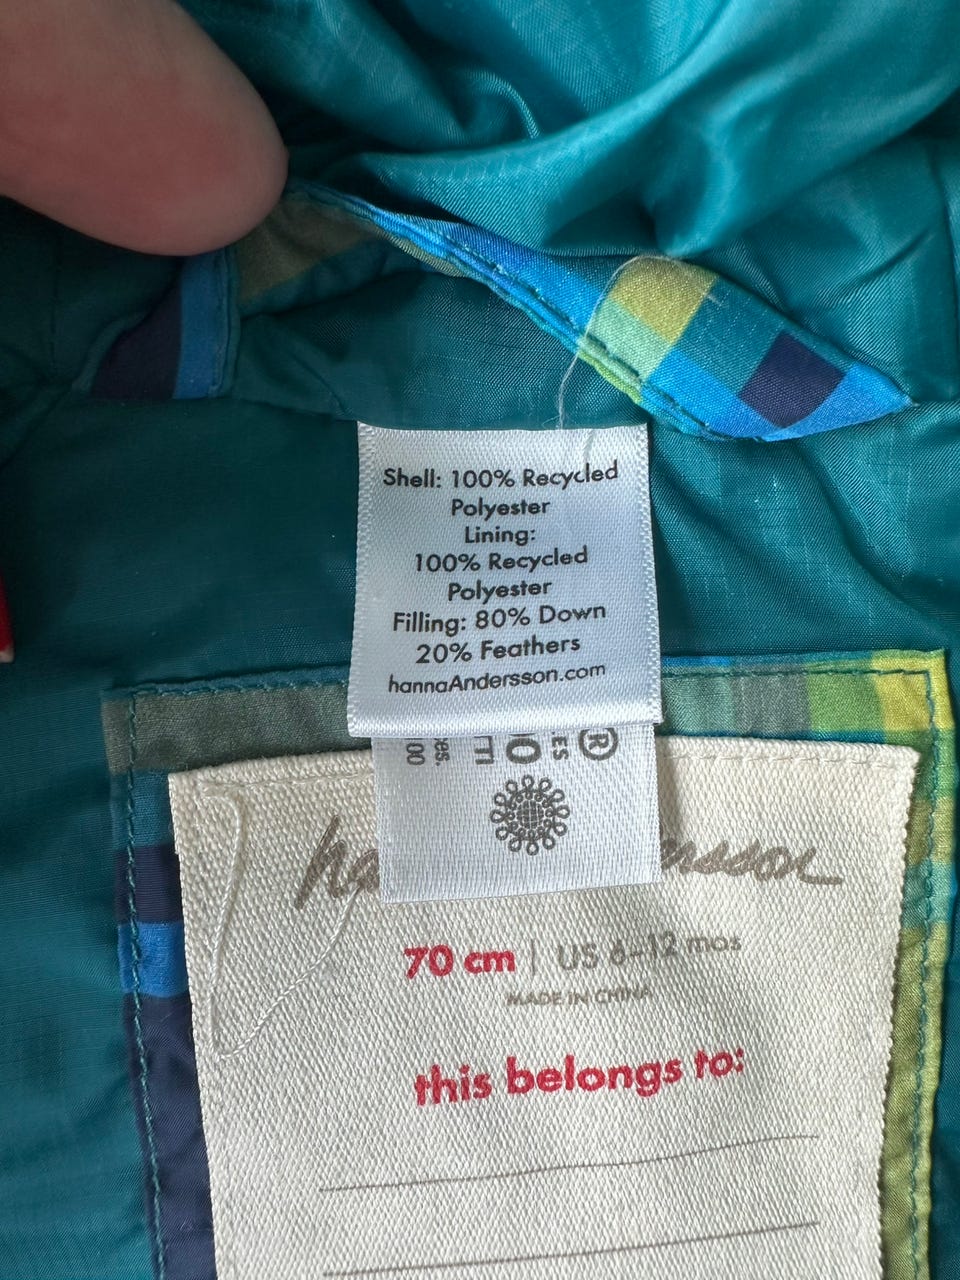 Shell: 100% Recycled
Polyester
Lining:
100% Recycled
Polyester
Filling: 80% Down
20% Feathers
hannaAndersson.com
®
70 cm | US 6-12 mos
MADE IN CHINA
this belongs to: